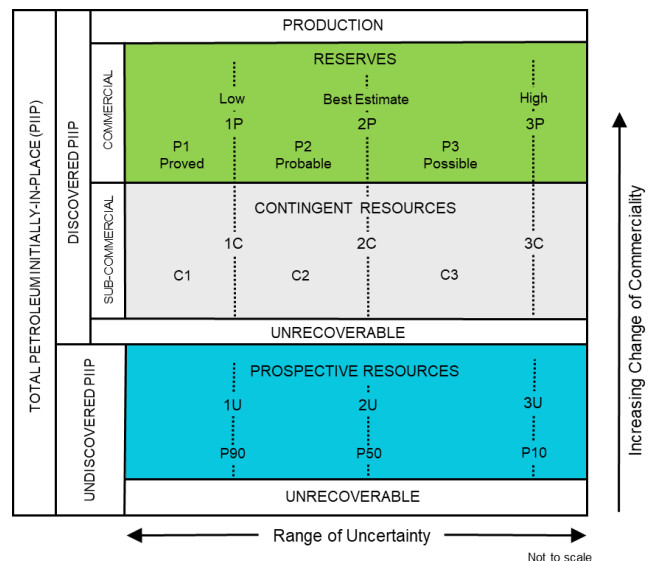 PRODUCTION
TOTAL PETROLEUM INITIALLY-IN-PLACE (PIIP)
DISCOVERED PIIP
COMMERCIAL
RESERVES
Low Best Estimate High
1P 2P 3P
P1 P2 P3
Proved Probable Possible
SUB-COMMERCIAL
CONTINGENT RESOURCES
1C 2C 3C
C1 C2 C3
UNRECOVERABLE
UNDISCOVERED PIIP
PROSPECTIVE RESOURCES
1U 2U 3U
P90 P50 P10
UNRECOVERABLE
Increasing Change of Commerciality
Range of Uncertainty
Not to scale